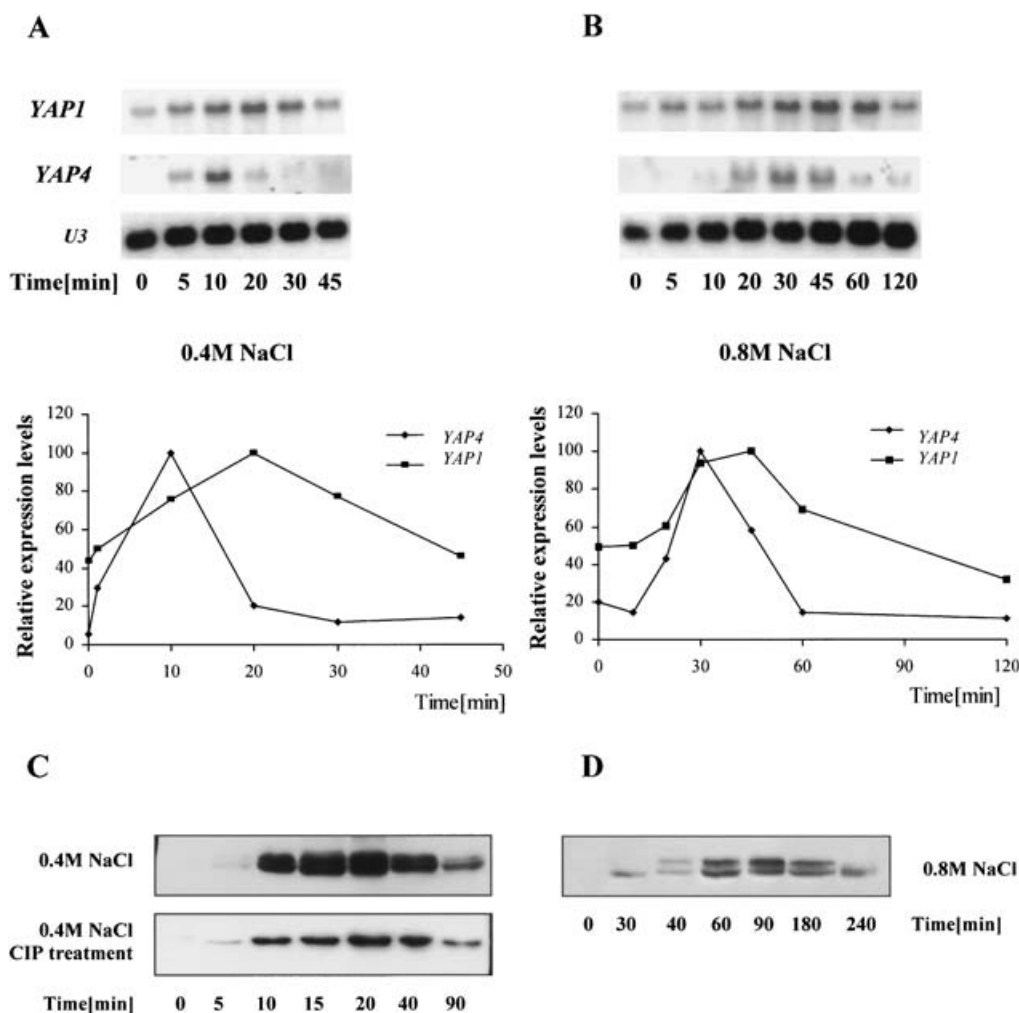 A
B
YAP1
YAP4
U3
Time[min] 0 5 10 20 30 45
0 5 10 20 30 45 60 120
0.4M NaCl
0.8M NaCl
Relative expression levels
120
100
80
60
40
20
0
YAP4
YAP1
0 10 20 30 40 50
Time[min]
Relative expression levels
120
100
80
60
40
20
0
YAP4
YAP1
0 30 60 90 120
Time[min]
C
D
0.4M NaCl
0.4M NaCl
CIP treatment
Time[min] 0 5 10 15 20 40 90
0.8M NaCl
0 30 40 60 90 180 240 Time[min]